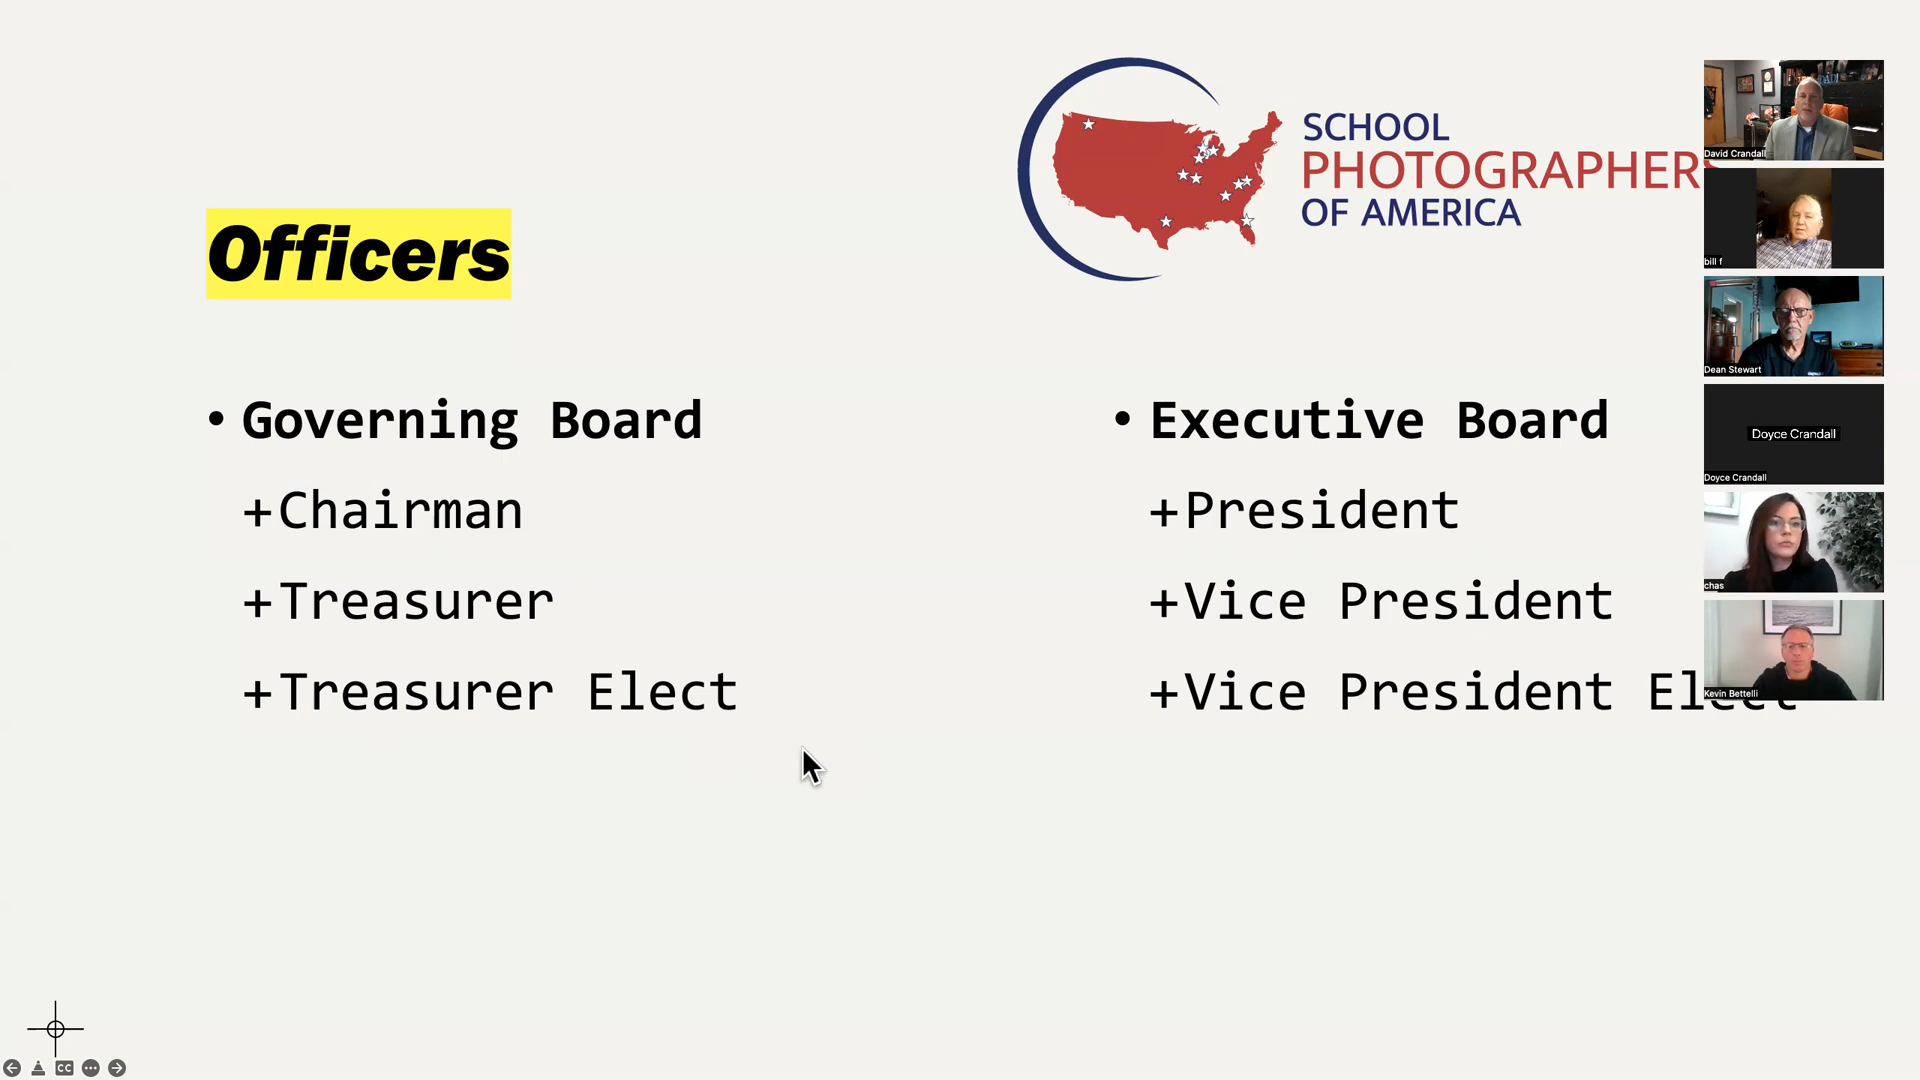 SCHOOL
PHOTOGRAPHERS
OF AMERICA
Officers
• Governing Board
+Chairman
+Treasurer
+Treasurer Elect
• Executive Board
+President
+Vice President
+Vice President Elect
David Crandall
bill f
Dean Stewart
Doyce Crandall
Doyce Crandall
chas
Kevin Bettelli
CC